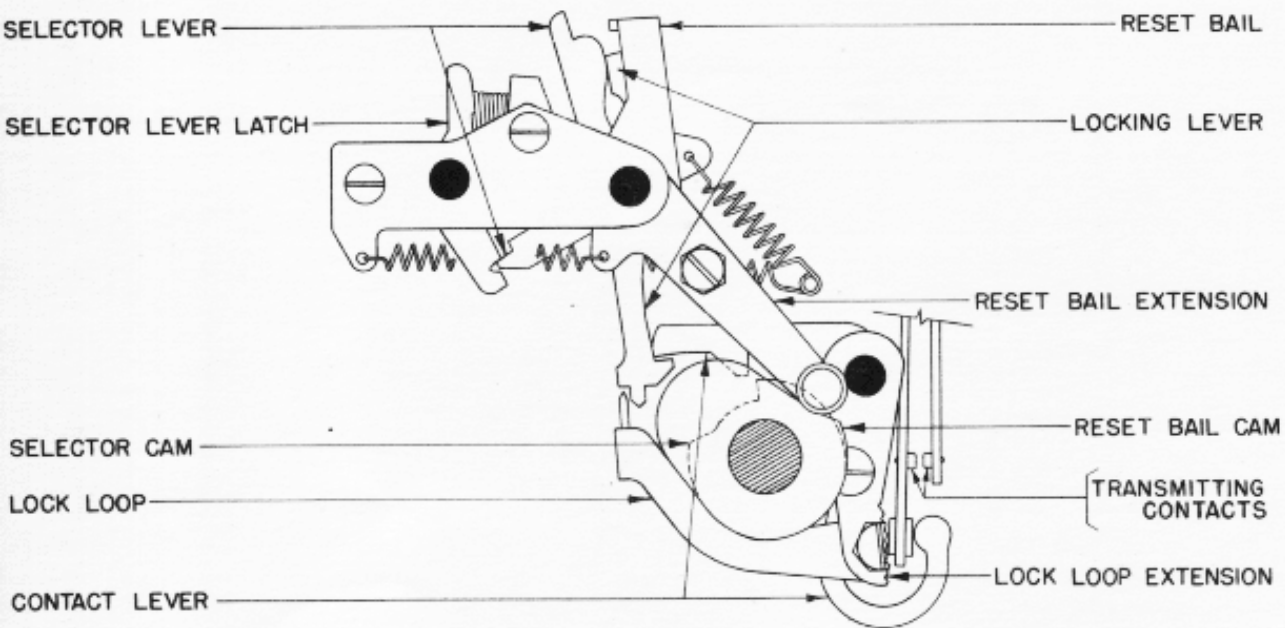 SELECTOR LEVER
RESET BAIL
SELECTOR LEVER LATCH
LOCKING LEVER
RESET BAIL EXTENSION
SELECTOR CAM
RESET BAIL CAM
LOCK LOOP
TRANSMITTING
CONTACTS
LOCK LOOP EXTENSION
CONTACT LEVER